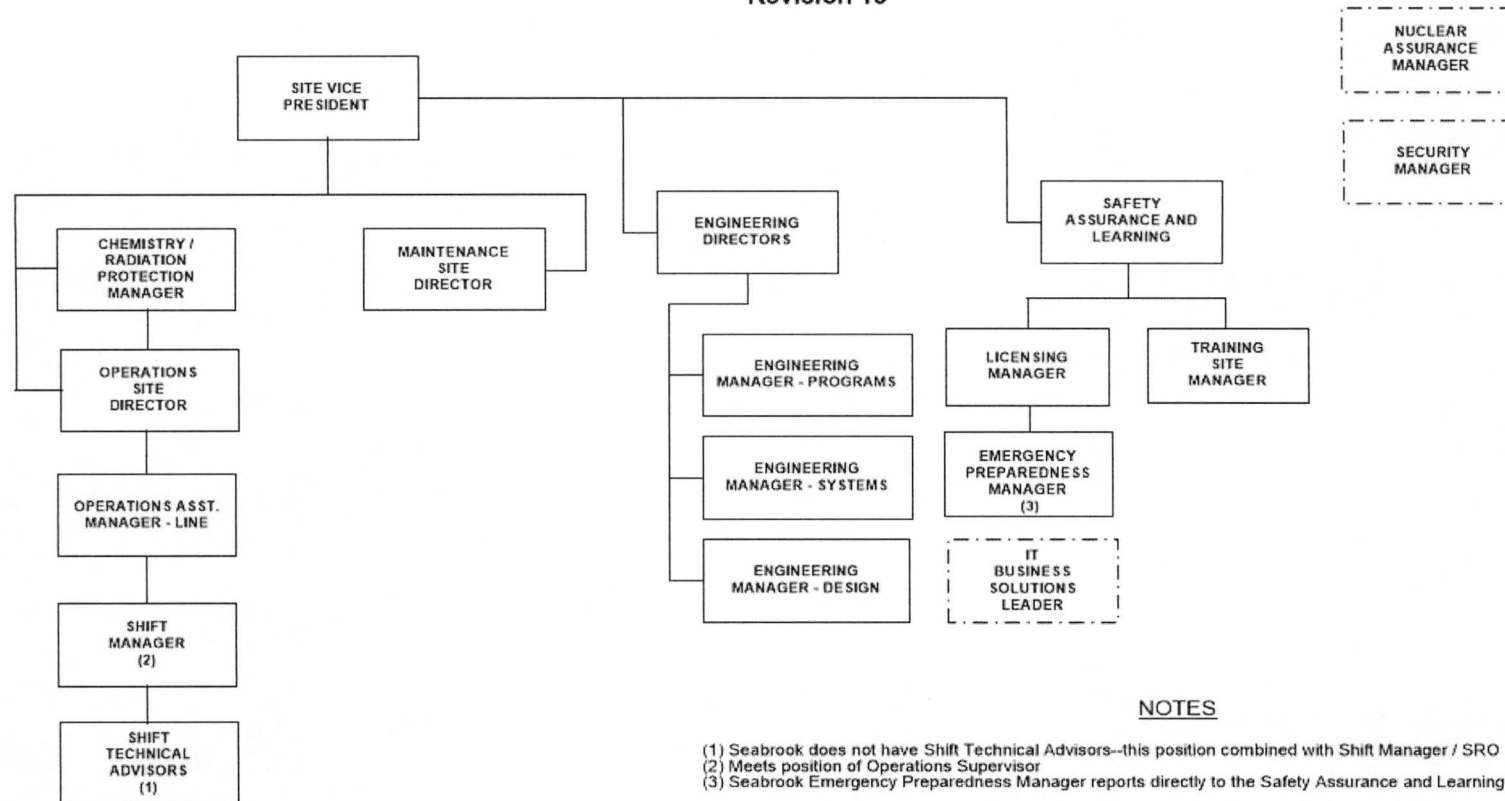 NUCLEAR
ASSURANCE
MANAGER
SITE VICE
PRESIDENT
SECURITY
MANAGER
CHEMISTRY /
RADIATION
PROTECTION
MANAGER
MAINTENANCE
SITE
DIRECTOR
ENGINEERING
DIRECTORS
SAFETY
ASSURANCE AND
LEARNING
OPERATIONS
SITE
DIRECTOR
ENGINEERING
MANAGER - PROGRAMS
LICENSING
MANAGER
TRAINING
SITE
MANAGER
OPERATIONS ASST.
MANAGER - LINE
ENGINEERING
MANAGER - SYSTEMS
EMERGENCY
PREPAREDNESS
MANAGER
(3)
ENGINEERING
MANAGER - DESIGN
IT
BUSINESS
SOLUTIONS
LEADER
SHIFT
MANAGER
(2)
SHIFT
TECHNICAL
ADVISORS
(1)
NOTES
(1) Seabrook does not have Shift Technical Advisors--this position combined with Shift Manager / SRO
(2) Meets position of Operations Supervisor
(3) Seabrook Emergency Preparedness Manager reports directly to the Safety Assurance and Learning